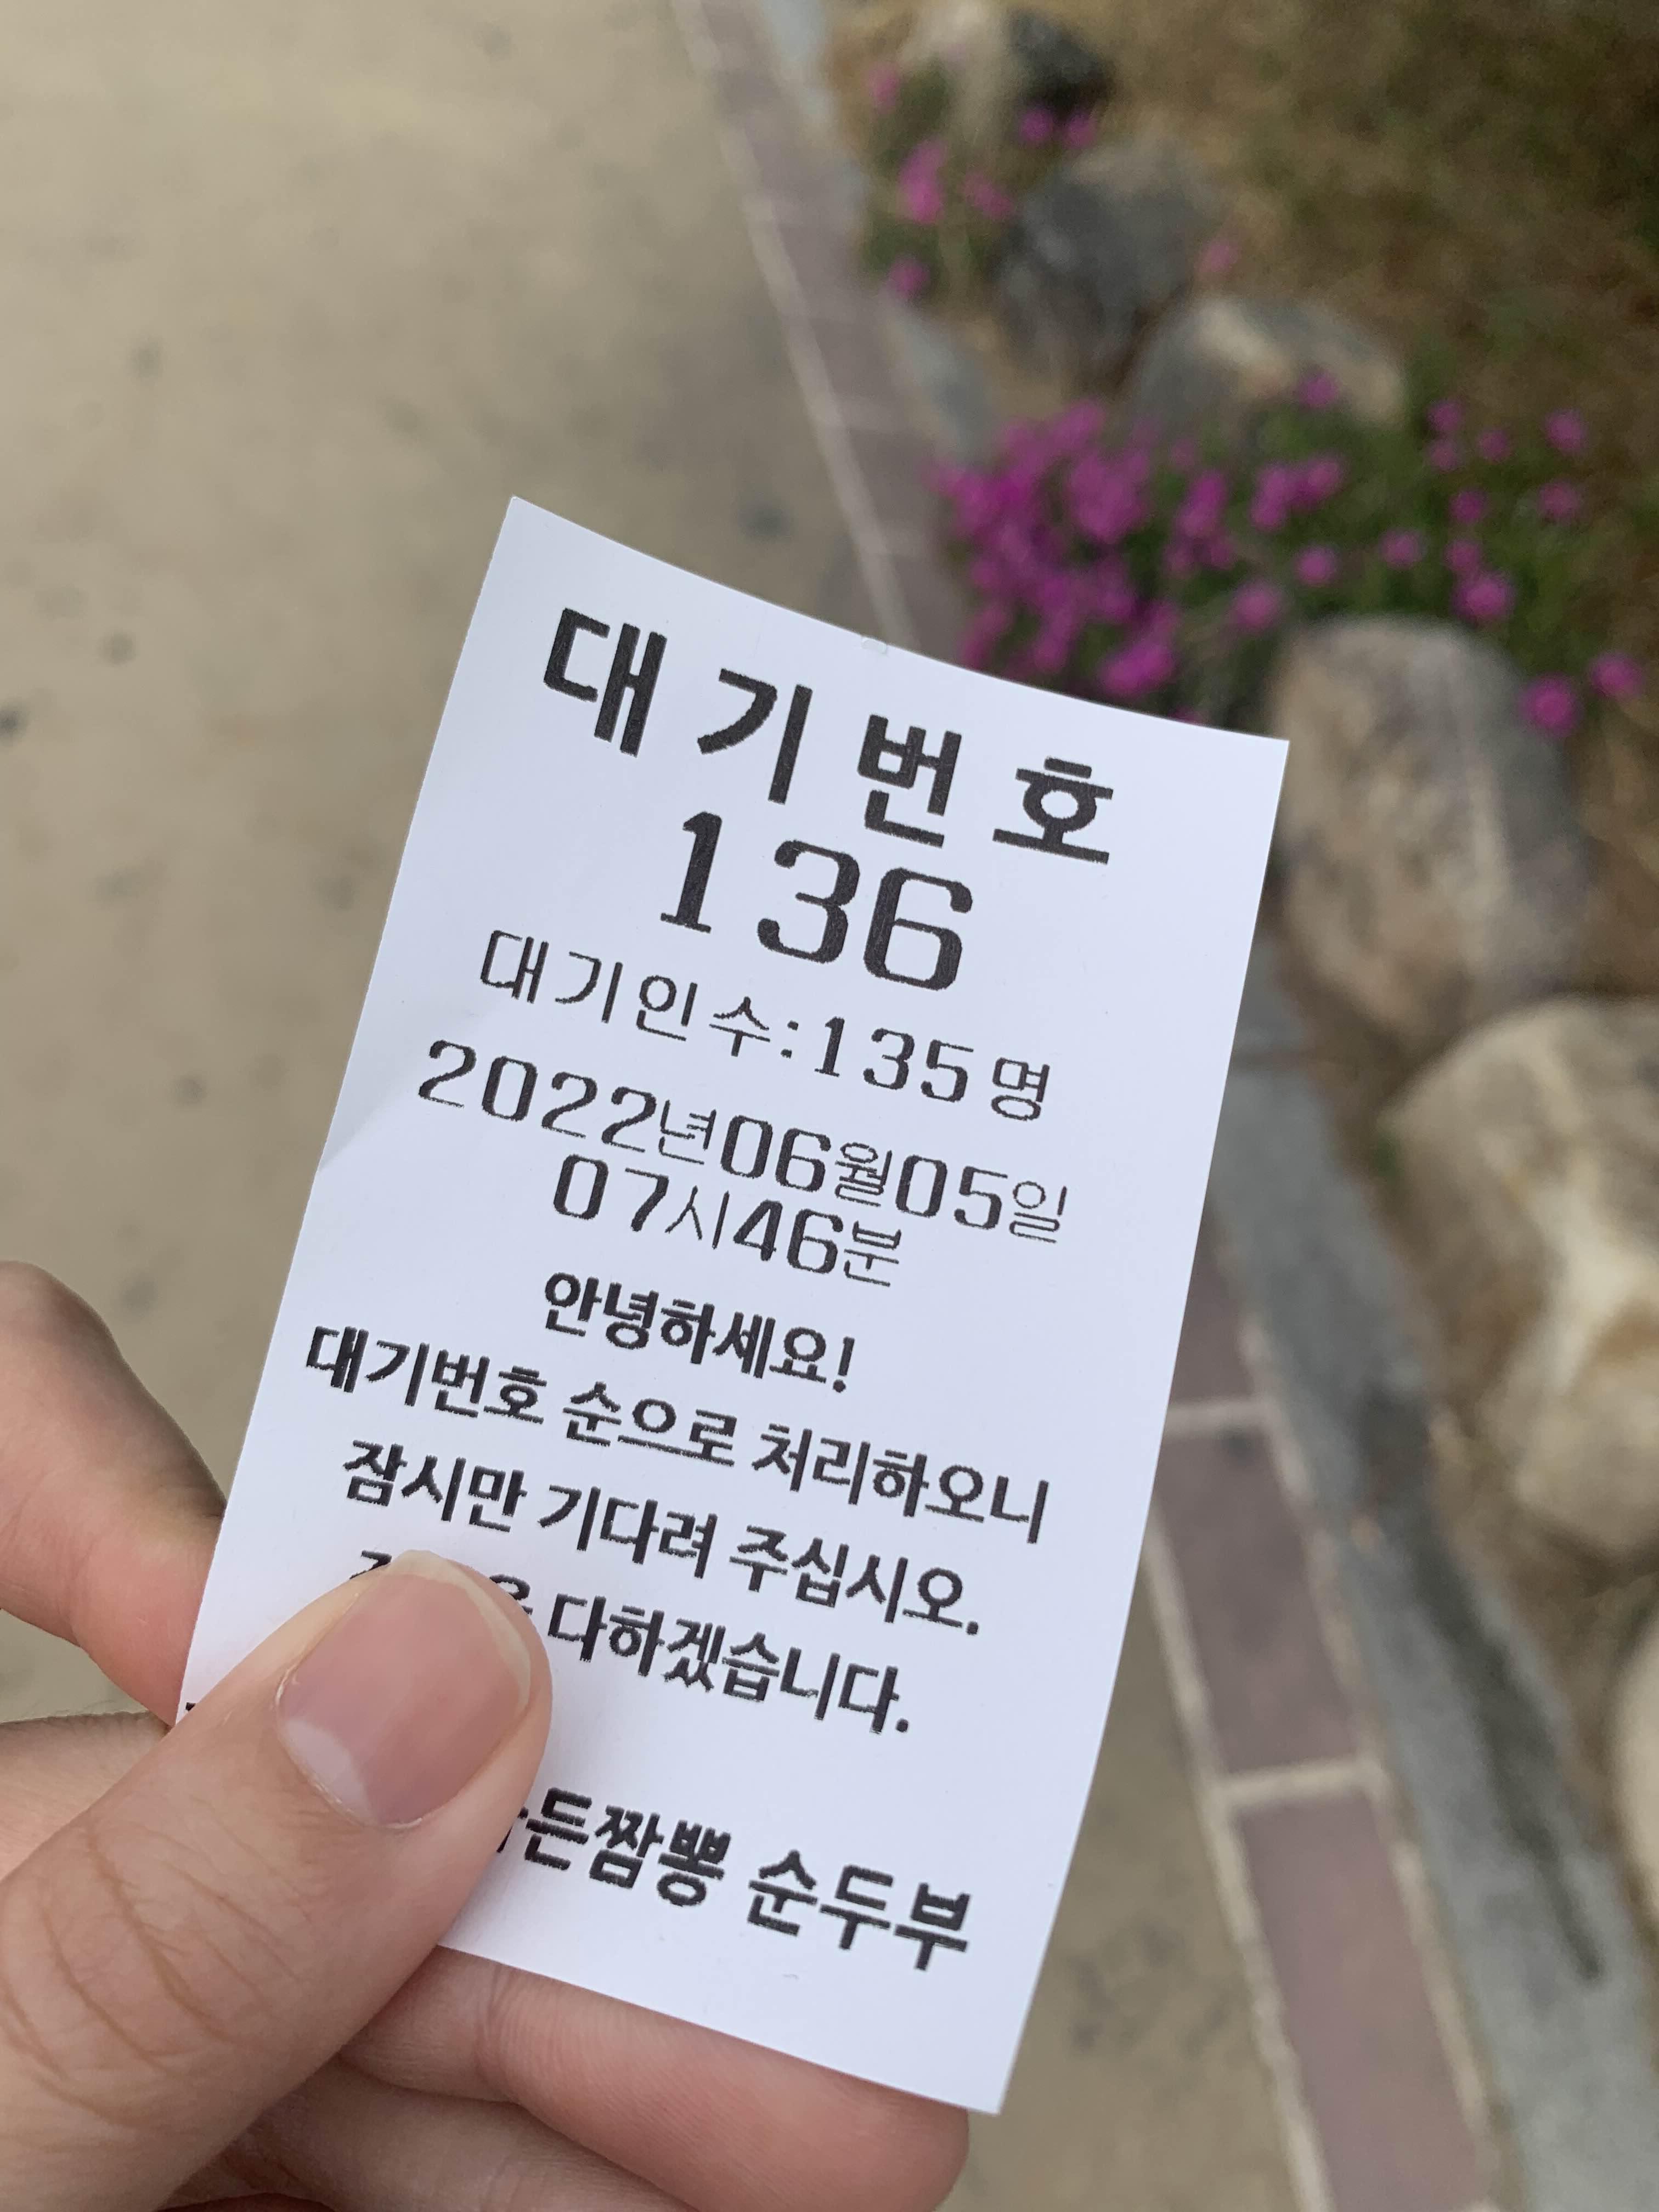 대기번호
136
대기인수:135명
2022년06월05일
07시46분
안녕하세요!
대기번호 순으로 처리하오니
잠시만 기다려 주십시오.
다하겠습니다.
순두부